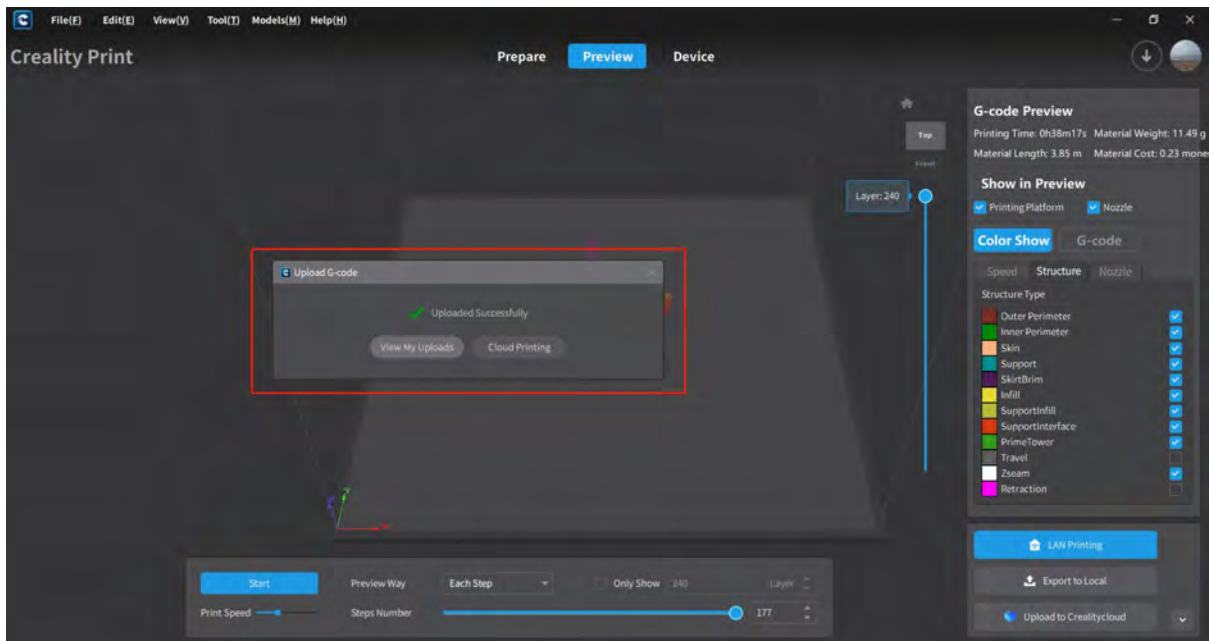 File(F) Edit(E) View(V) Tool(T) Models(M) Help(H)
Creality Print
Prepare Preview Device
Top
Front
Layer: 240
G-code Preview
Printing Time: 0h38m17s Material Weight: 11.49 g
Material Length: 3.85 m Material Cost: 0.23 mone
Show in Preview
Printing Platform Nozzle
Color Show G-code
Speed Structure Nozzle
Structure Type
Outer Perimeter
Inner Perimeter
Skin
Support
SkirtBrim
Infill
SupportInfill
SupportInterface
PrimeTower
Travel
Zseam
Retraction
Upload G-code
Uploaded Successfully
View My Uploads Cloud Printing
LAN Printing
Export to Local
Upload to Crealitycloud
Start Preview Way Each Step Only Show 240 Layer
Print Speed Steps Number 177